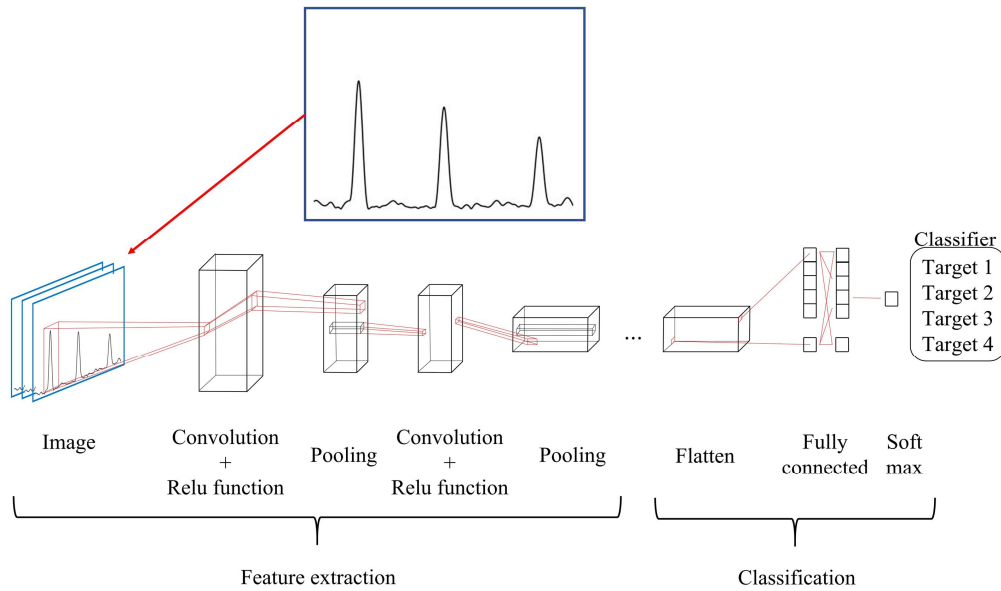 Classifier
Target 1
Target 2
Target 3
Target 4
...
Image
Convolution
+
Relu function
Pooling
Convolution
+
Relu function
Pooling
Flatten
Fully
connected
Soft
max
Feature extraction
Classification